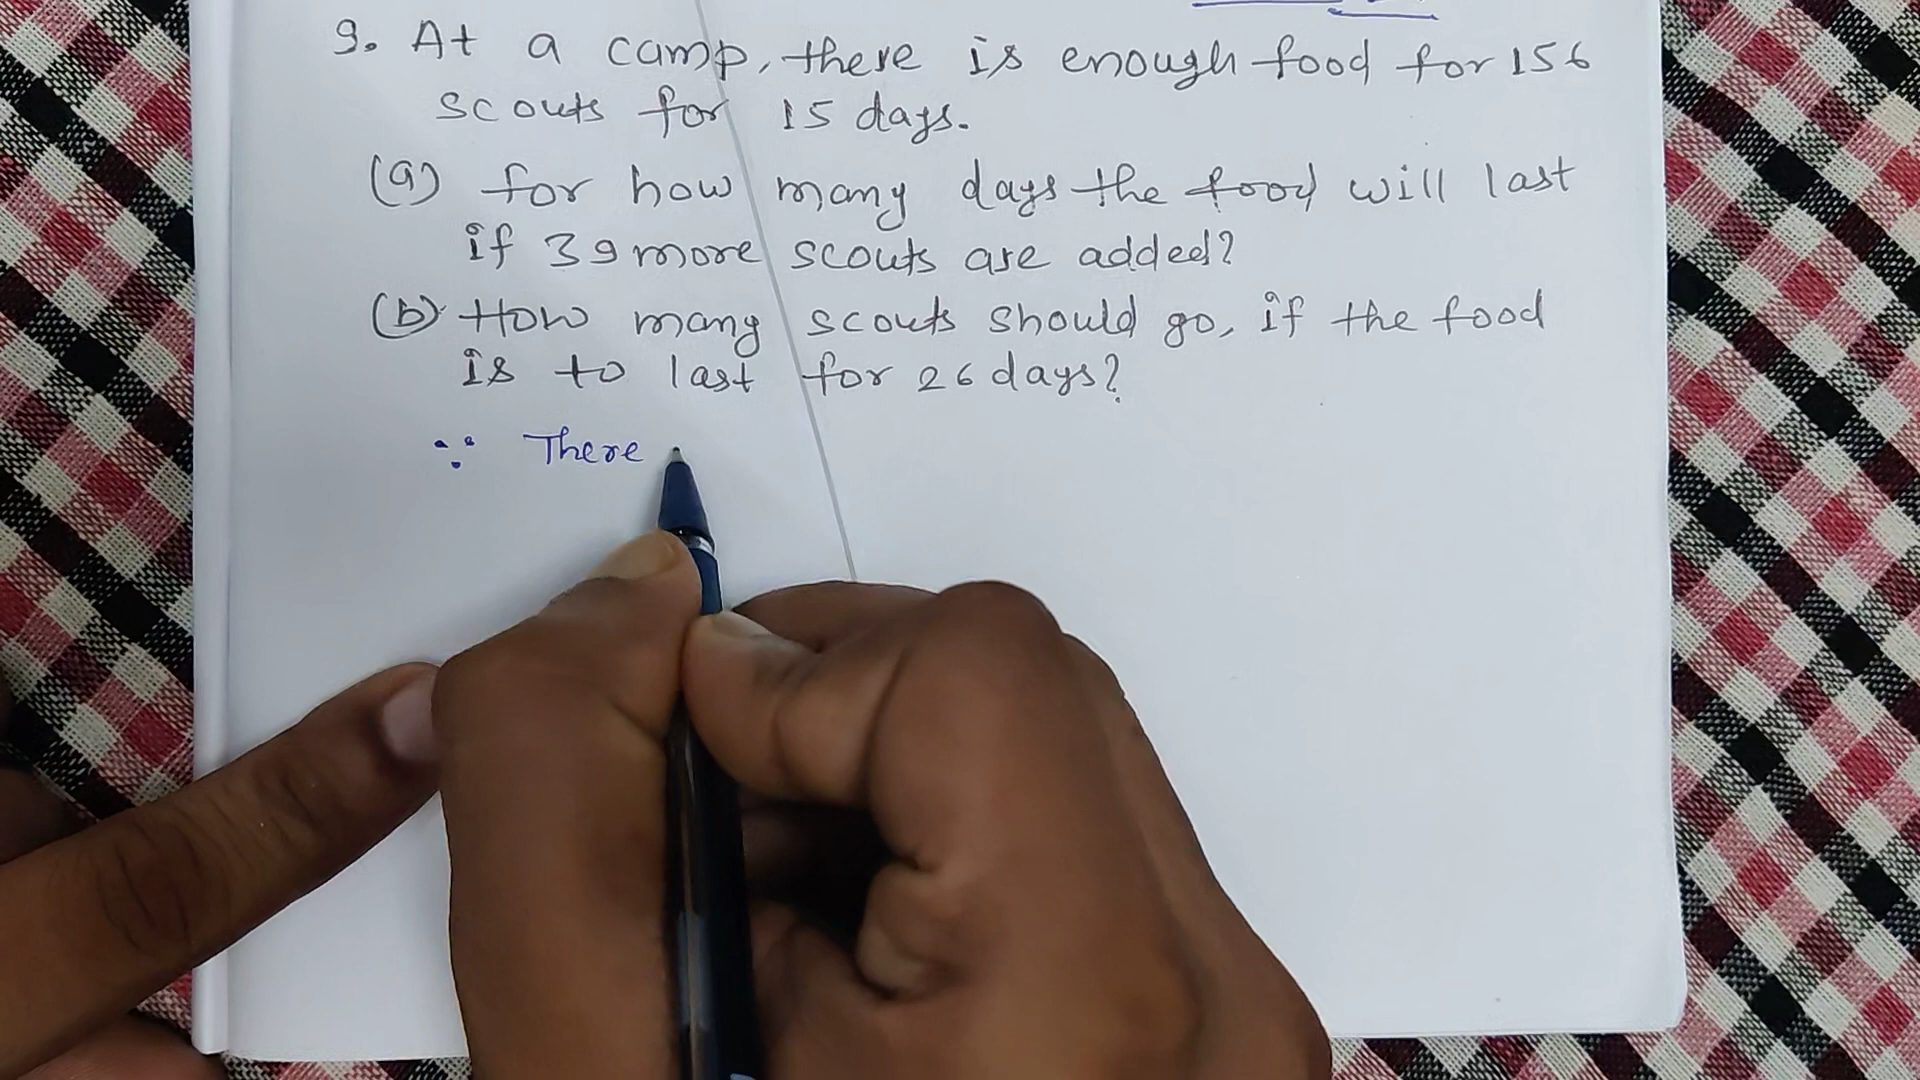 9. At a camp, there is enough food for 156
scouts for 15 days.
(a) for how many days the food will last
if 39 more scouts are added?
(b) How many scouts should go, if the food
is to last for 26 days?
∵ There